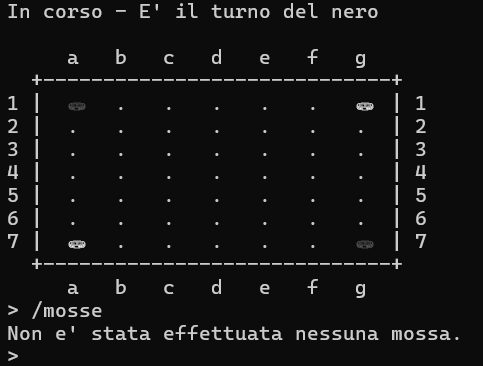 In corso - E' il turno del nero
a b c d e f g
+-----------------------------+
1 | ⛂ . . . . . ⛀ | 1
2 | . . . . . . . | 2
3 | . . . . . . . | 3
4 | . . . . . . . | 4
5 | . . . . . . . | 5
6 | . . . . . . . | 6
7 | ⛀ . . . . . ⛂ | 7
+-----------------------------+
a b c d e f g
> /mosse
Non e' stata effettuata nessuna mossa.
>